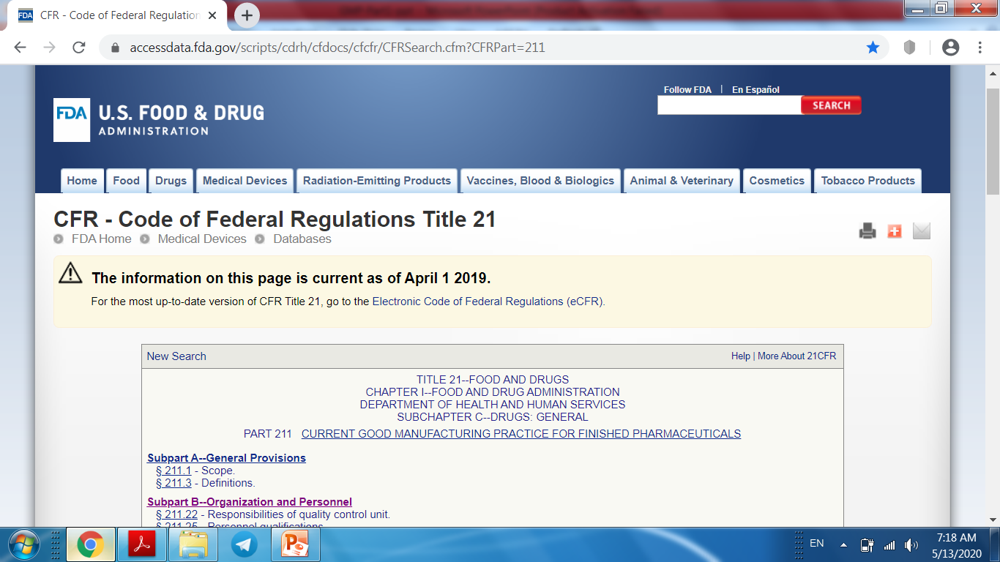 FDA CFR - Code of Federal Regulation
accessdata.fda.gov/scripts/cdrh/cfdocs/cfcfr/CFRSearch.cfm?CFRPart=211
Follow FDA | En Español
FDA U.S. FOOD & DRUG
ADMINISTRATION
SEARCH
Home Food Drugs Medical Devices Radiation-Emitting Products Vaccines, Blood & Biologics Animal & Veterinary Cosmetics Tobacco Products
CFR - Code of Federal Regulations Title 21
FDA Home Medical Devices Databases
The information on this page is current as of April 1 2019.
For the most up-to-date version of CFR Title 21, go to the Electronic Code of Federal Regulations (eCFR).
New Search Help | More About 21CFR
TITLE 21--FOOD AND DRUGS
CHAPTER I--FOOD AND DRUG ADMINISTRATION
DEPARTMENT OF HEALTH AND HUMAN SERVICES
SUBCHAPTER C--DRUGS: GENERAL
PART 211 CURRENT GOOD MANUFACTURING PRACTICE FOR FINISHED PHARMACEUTICALS
Subpart A--General Provisions
§ 211.1 - Scope.
§ 211.3 - Definitions.
Subpart B--Organization and Personnel
§ 211.22 - Responsibilities of quality control unit.
§ 211.25 - Personnel qualifications.
EN 7:18 AM
5/13/2020